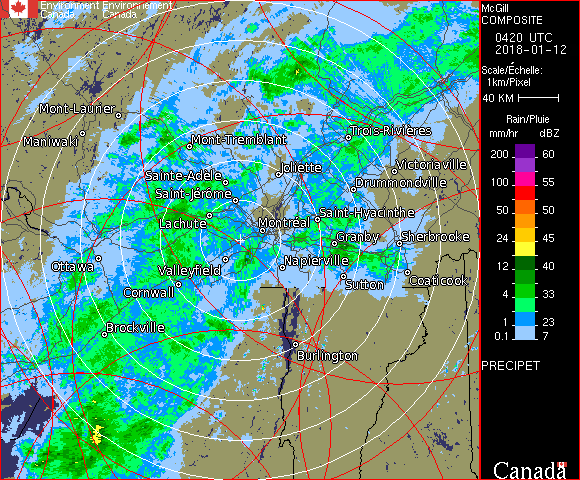 Environment Environnement
Canada Canada
McGill
COMPOSITE
0420 UTC
2018-01-12
Scale/Échelle:
1km/Pixel
40 KM
Rain/Pluie
mm/hr dBZ
200 60
100 55
50 50
30 45
24 45
12 40
4 33
1 23
0.1 7
PRECIPET
Canada
Mont-Laurier
Maniwaki
Mont-Tremblant
Trois-Rivières
Joliette
Victoriaville
Sainte-Adèle
Drummondville
Saint-Jérôme
Lachute
Saint-Hyacinthe
Montréal
Granby
Sherbrooke
Ottawa
Valleyfield
Napierville
Sutton
Coaticook
Cornwall
Brockville
Burlington